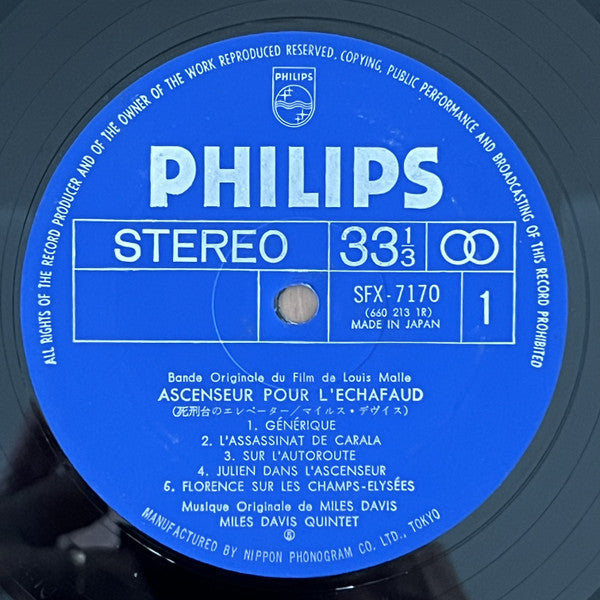 ALL RIGHTS OF THE RECORD PRODUCER AND OF THE OWNER OF THE WORK REPRODUCED RESERVED. COPYING, PUBLIC PERFORMANCE AND BROADCASTING OF THIS RECORD PROHIBITED
PHILIPS
PHILIPS
STEREO 33 1/3
SFX-7170
(660 213 1R)
MADE IN JAPAN
1
Bande Originale du Film de Louis Malle
ASCENSEUR POUR L'ECHAFAUD
(死刑台のエレベーター/マイルス・デヴィス)
1. GÉNÉRIQUE
2. L'ASSASSINAT DE CARALA
3. SUR L'AUTOROUTE
4. JULIEN DANS L'ASCENSEUR
5. FLORENCE SUR LES CHAMPS-ELYSÉES
Musique Originale de MILES DAVIS
MILES DAVIS QUINTET
MANUFACTURED BY NIPPON PHONOGRAM CO. LTD., TOKYO